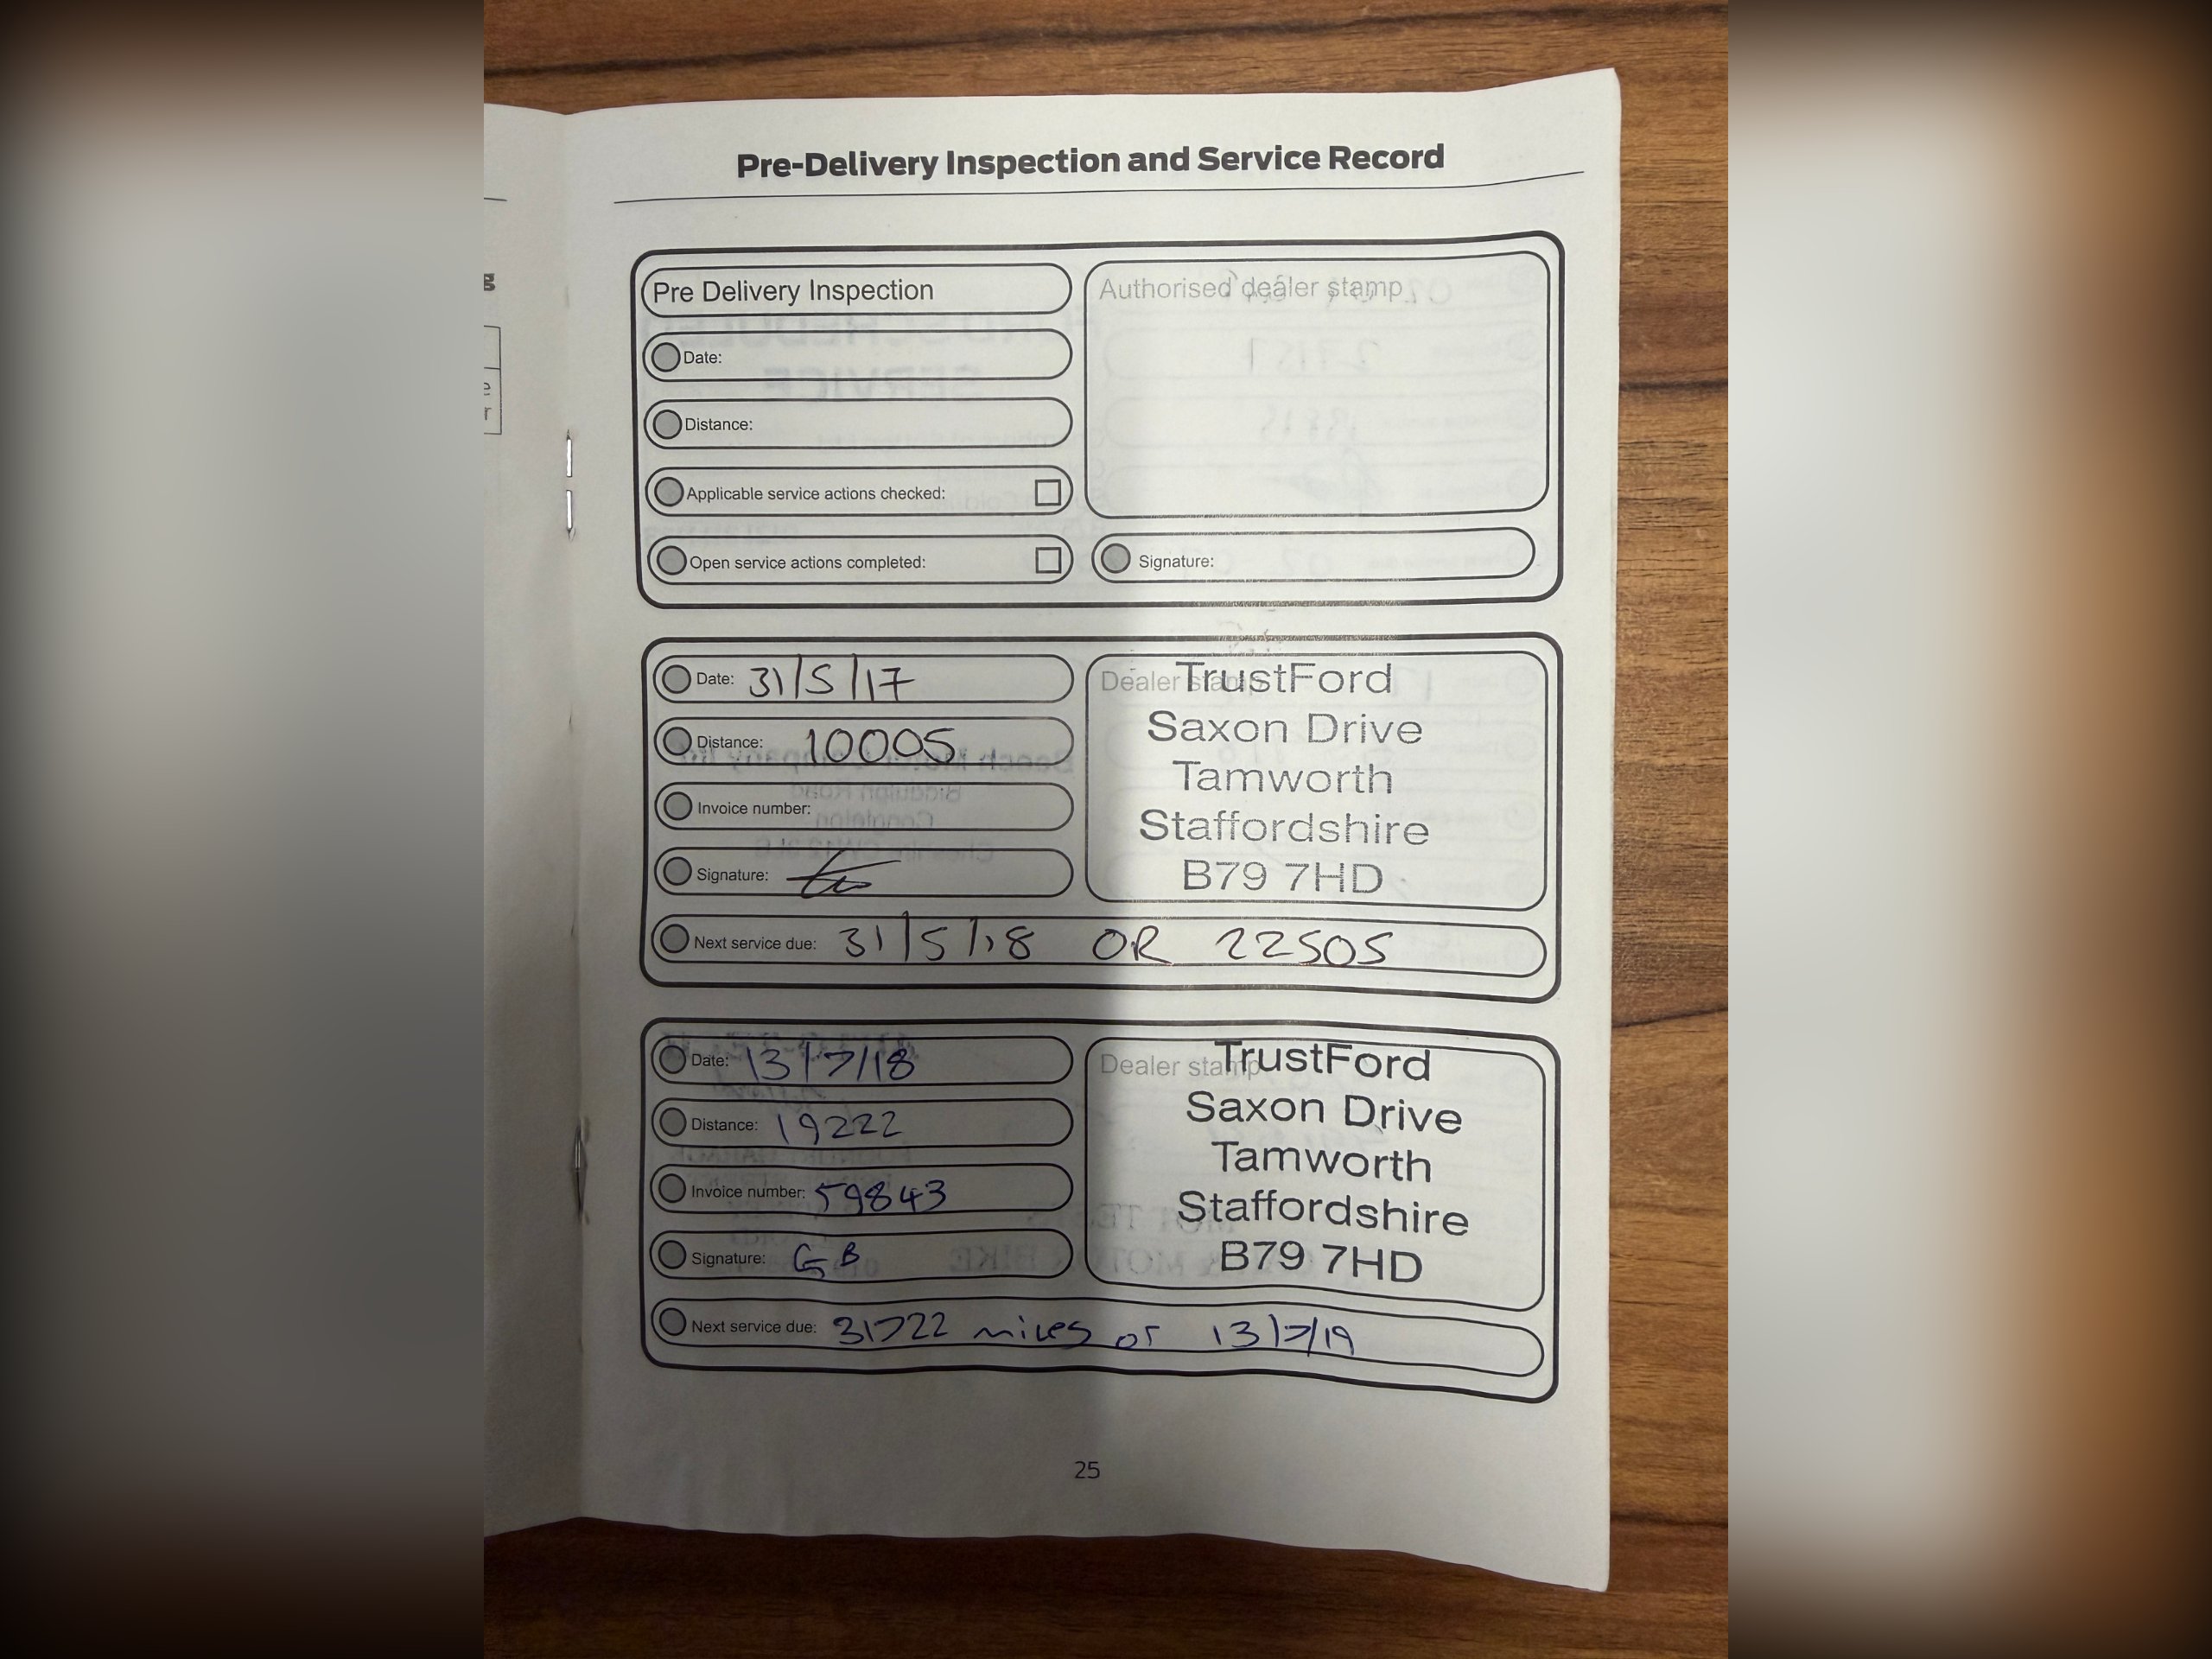 Pre-Delivery Inspection and Service Record
Pre Delivery Inspection
Date:
Distance:
Applicable service actions checked:
Open service actions completed:
Authorised dealer stamp
Signature:
Date: 31/5/17
Distance: 10005
Invoice number:
Signature:
Next service due: 31/5/18 OR 22505
Dealer stamp
TrustFord
Saxon Drive
Tamworth
Staffordshire
B79 7HD
Date: 13/7/18
Distance: 19222
Invoice number: 59843
Signature: GB
Next service due: 31722 miles or 13/7/19
Dealer stamp
TrustFord
Saxon Drive
Tamworth
Staffordshire
B79 7HD
25